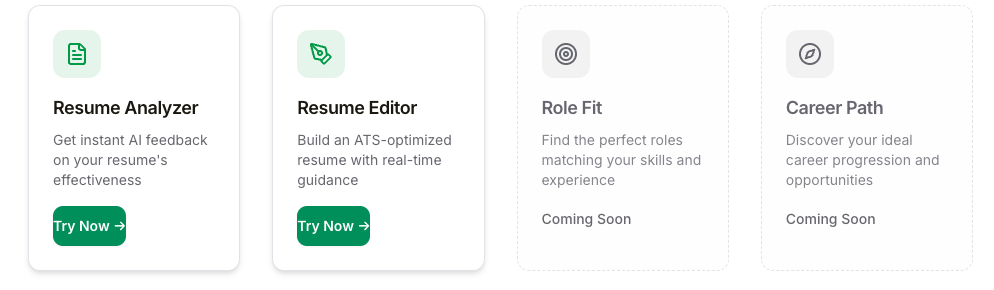 Resume Analyzer
Get instant AI feedback
on your resume's
effectiveness
Try Now →
Resume Editor
Build an ATS-optimized
resume with real-time
guidance
Try Now →
Role Fit
Find the perfect roles
matching your skills and
experience
Coming Soon
Career Path
Discover your ideal
career progression and
opportunities
Coming Soon